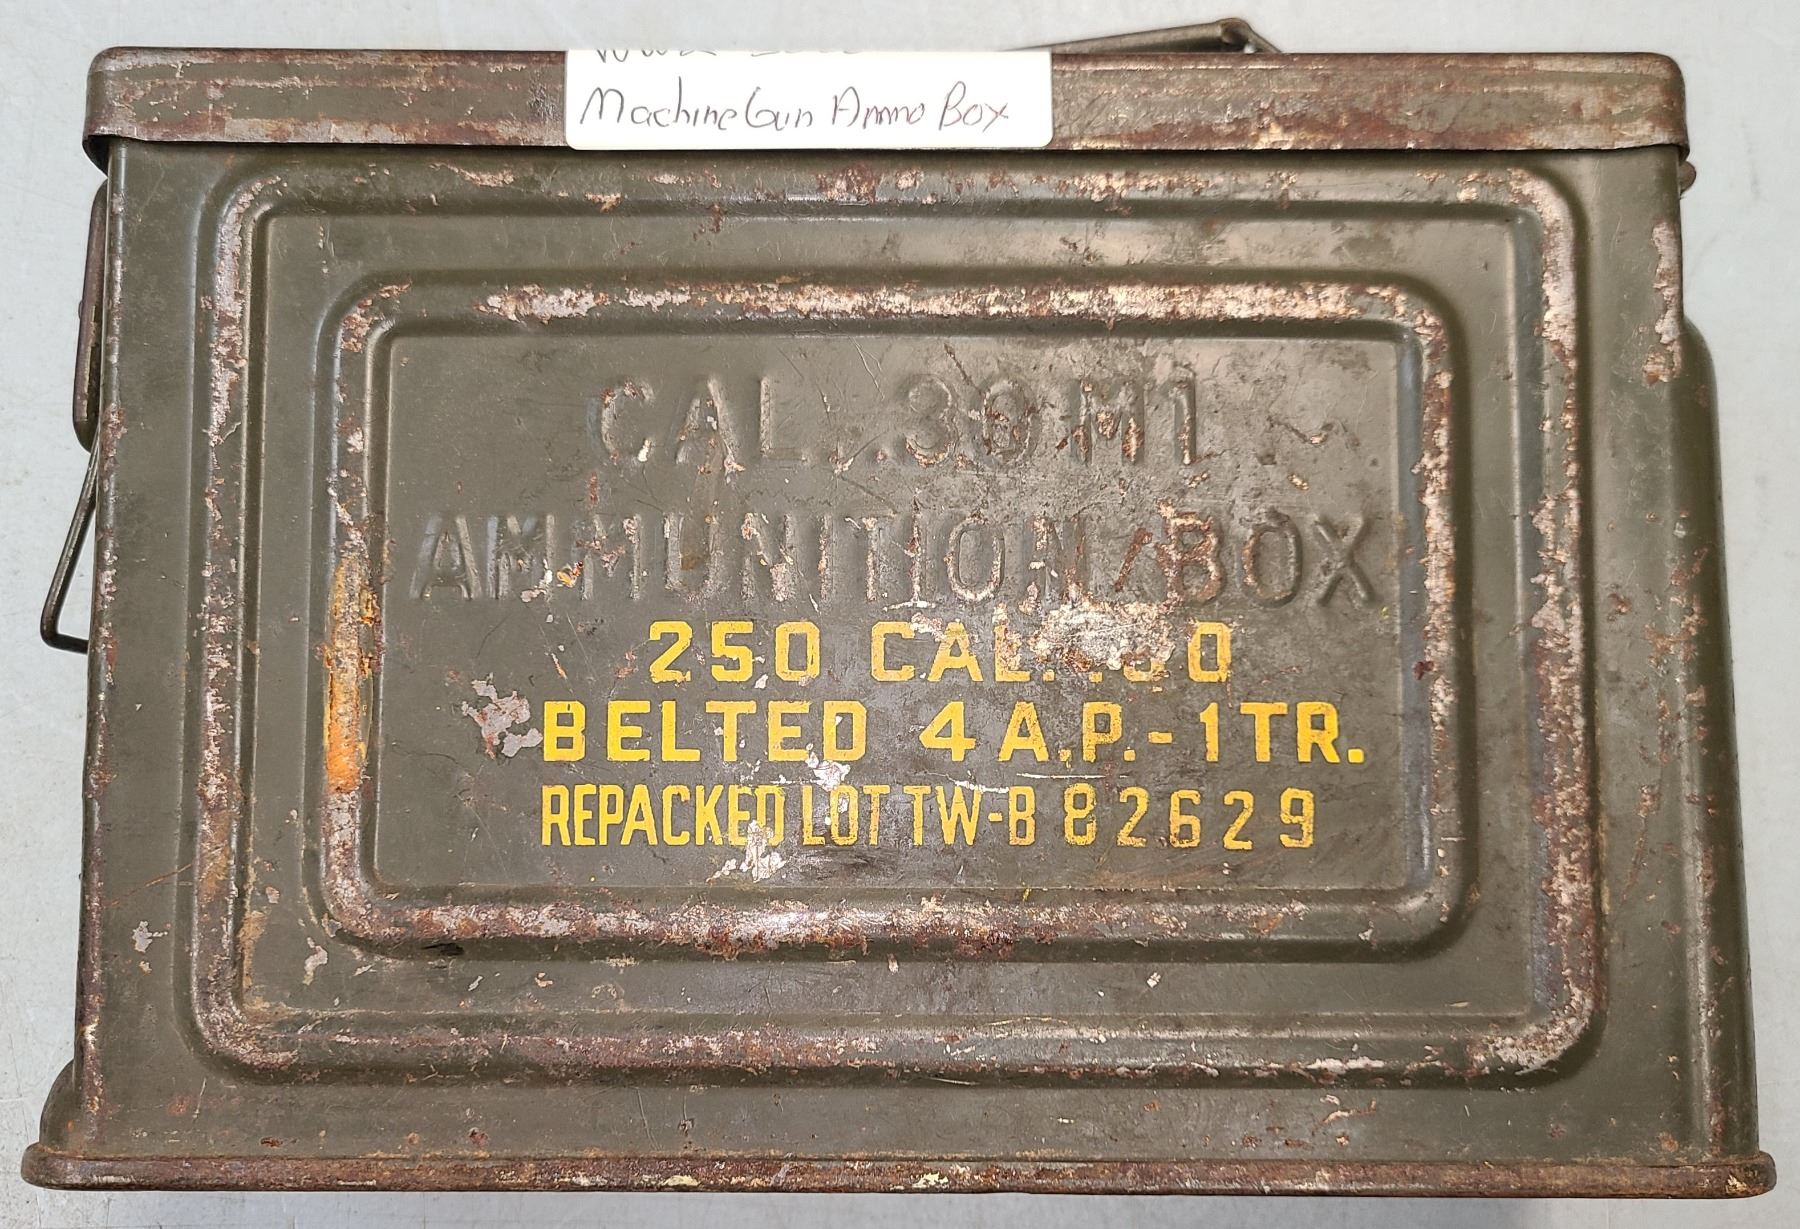 Machine Gun Ammo Box
CAL. .30 M1
AMMUNITION BOX
250 CAL. .30
BELTED 4 A.P.-1 TR.
REPACKED LOT TW-B 82629